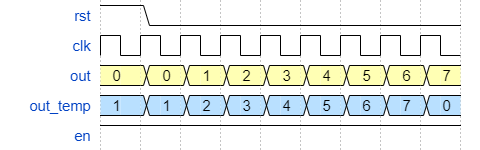 rst
clk
out 0 0 1 2 3 4 5 6 7
out_temp 1 1 2 3 4 5 6 7 0
en